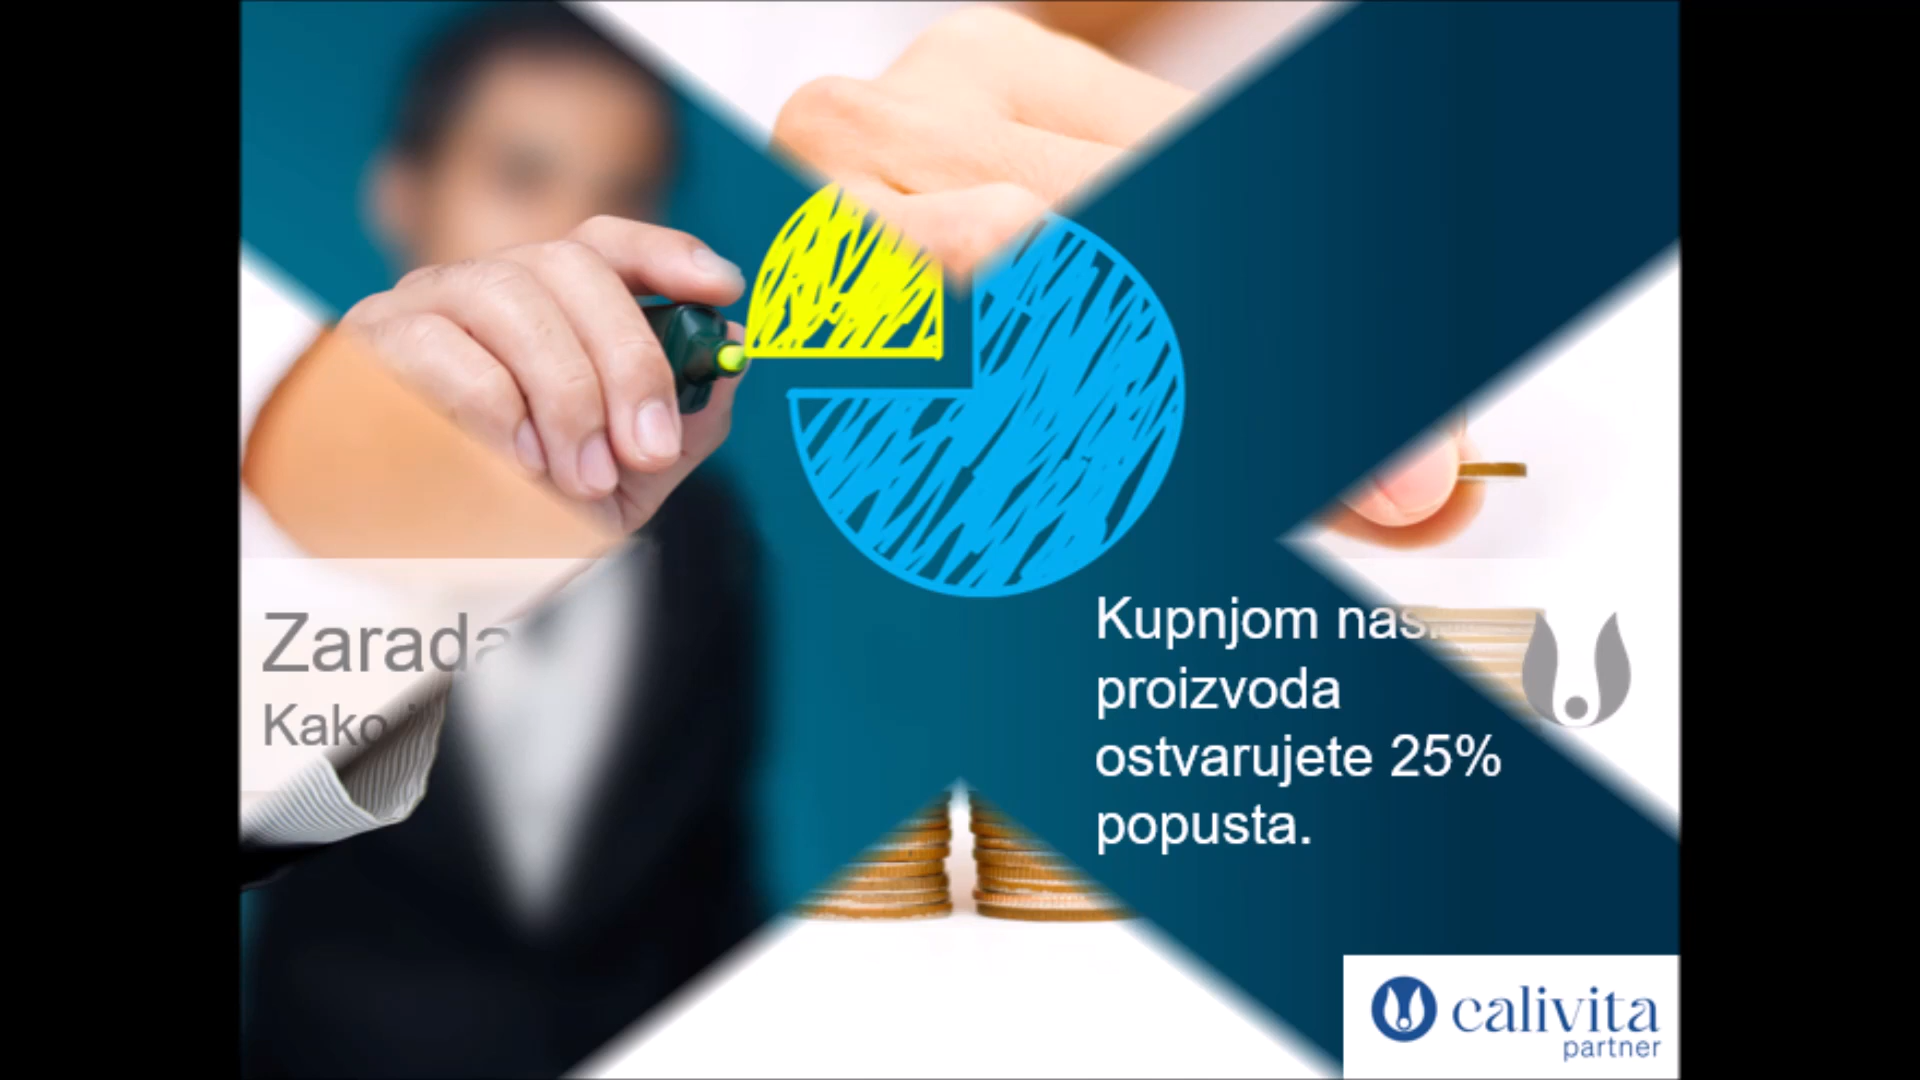 Zarada
Kako
Kupnjom
proizvoda
ostvarujete 25%
popusta.
calivita
partner